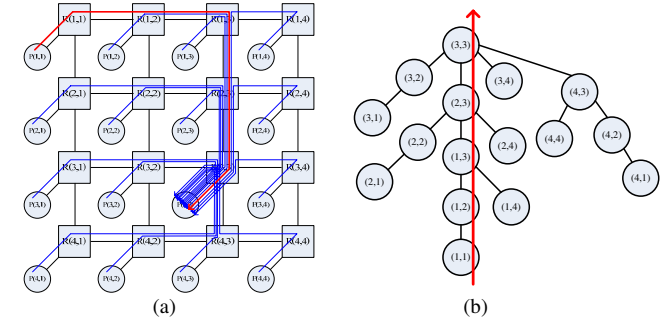 R(1,1) R(1,2) R(1,3) R(1,4)
P(1,1) P(1,2) P(1,3) P(1,4)
R(2,1) R(2,2) R(2,3) R(2,4)
P(2,1) P(2,2) P(2,3) P(2,4)
R(3,1) R(3,2) R(3,4)
P(3,1) P(3,2) P(3,4)
R(4,1) R(4,2) R(4,3) R(4,4)
P(4,1) P(4,2) P(4,3) P(4,4)
(a)
(3,3)
(3,2) (3,4)
(4,3)
(2,3)
(3,1)
(4,4) (4,2)
(2,2) (2,4)
(1,3)
(2,1) (4,1)
(1,2) (1,4)
(1,1)
(b)